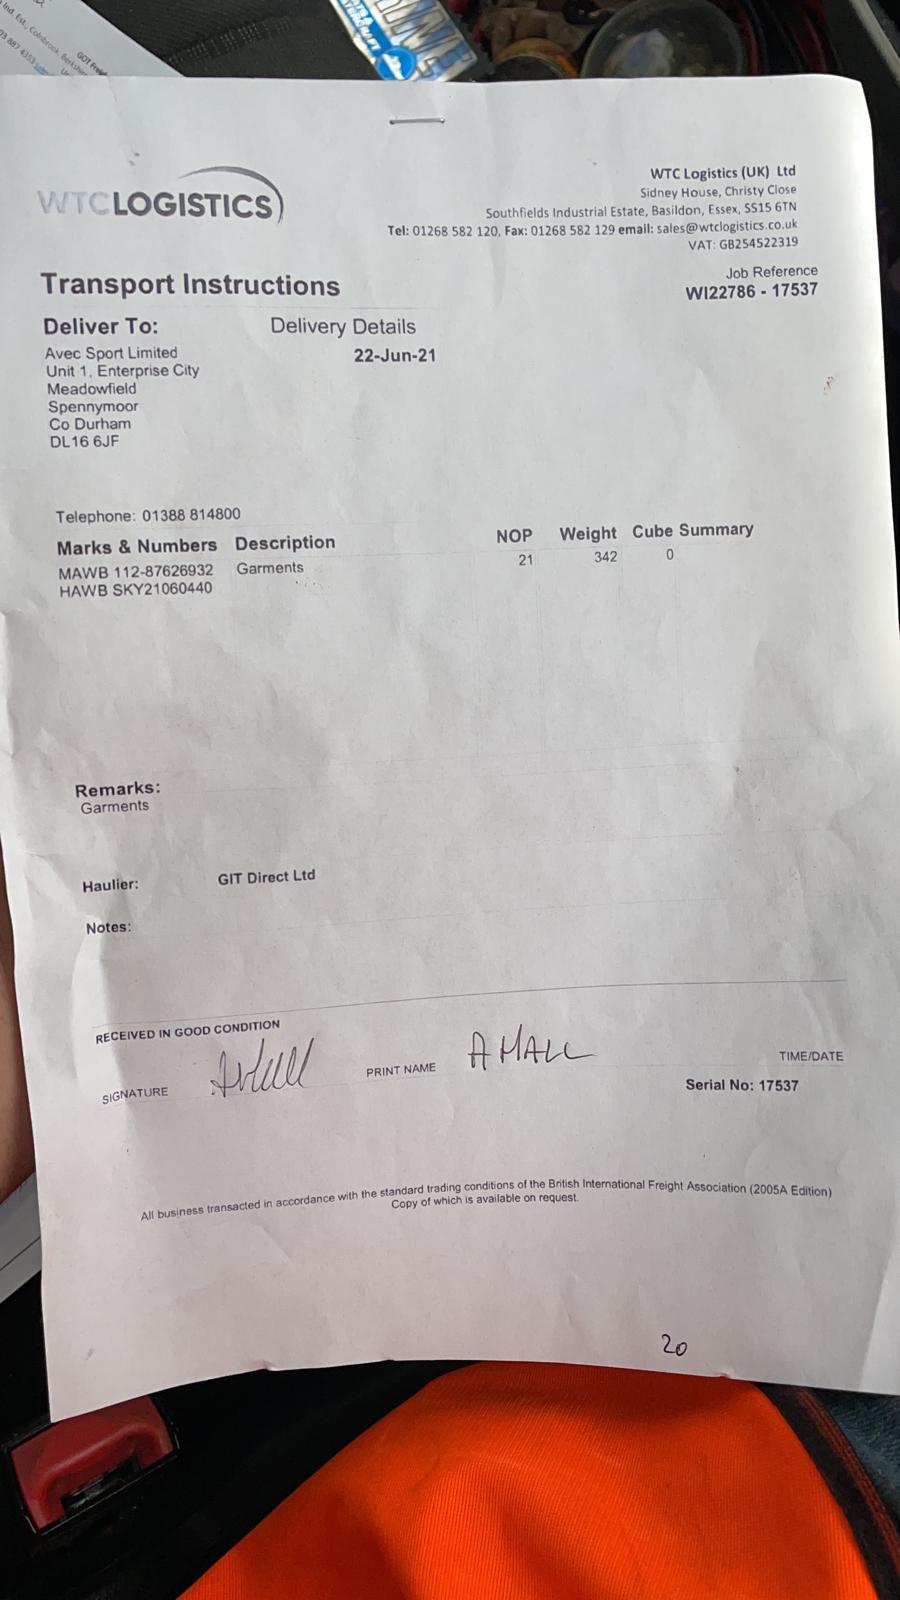 Ind. Est., Colnbrook, Berkshire
GOT Freight
WTCLOGISTICS
WTC Logistics (UK) Ltd
Sidney House, Christy Close
Southfields Industrial Estate, Basildon, Essex, SS15 6TN
Tel: 01268 582 120, Fax: 01268 582 129 email: sales@wtclogistics.co.uk
VAT: GB254522319
Transport Instructions
Job Reference
WI22786 - 17537
Deliver To: Delivery Details
Avec Sport Limited 22-Jun-21
Unit 1, Enterprise City
Meadowfield
Spennymoor
Co Durham
DL16 6JF
Telephone: 01388 814800
Marks & Numbers Description NOP Weight Cube Summary
MAWB 112-87626932 Garments 21 342 0
HAWB SKY21060440
Remarks:
Garments
Haulier: GIT Direct Ltd
Notes:
RECEIVED IN GOOD CONDITION
SIGNATURE PRINT NAME A HALL TIME/DATE
Serial No: 17537
All business transacted in accordance with the standard trading conditions of the British International Freight Association (2005A Edition)
Copy of which is available on request.
20